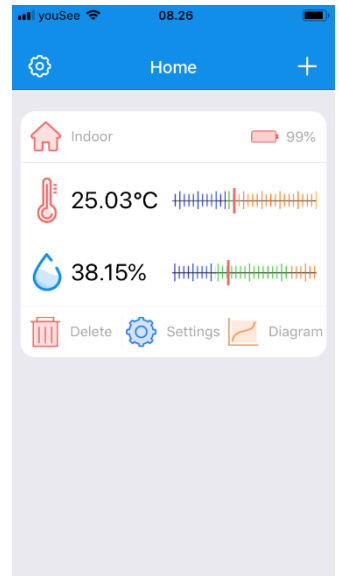 youSee 08.26
Home
Indoor 99%
25.03°C
38.15%
Delete Settings Diagram